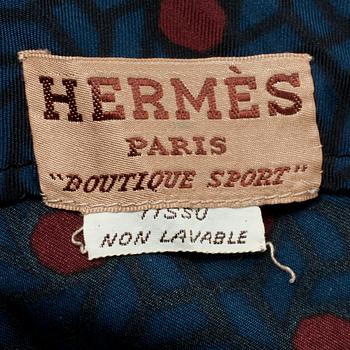 HERMÈS
PARIS
"BOUTIQUE SPORT"
TISSU
NON LAVABLE